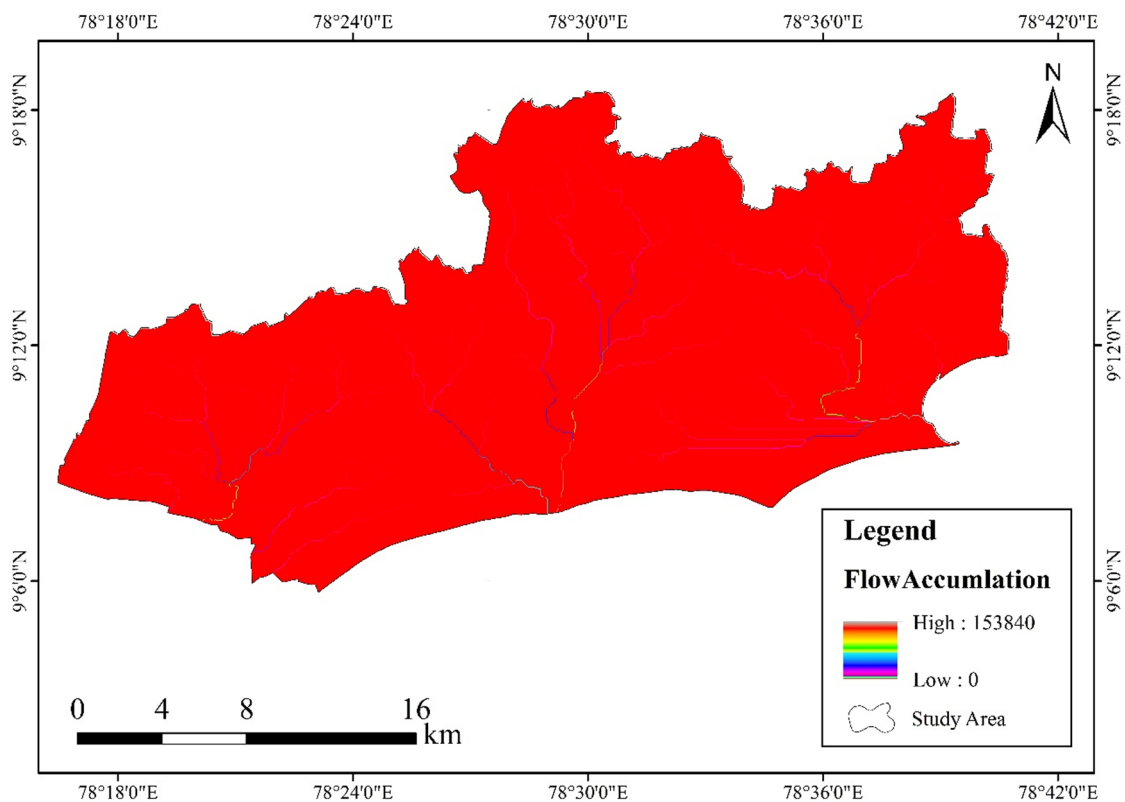 78°18'0"E 78°24'0"E 78°30'0"E 78°36'0"E 78°42'0"E
N
9°18'0"N 9°18'0"N
9°12'0"N 9°12'0"N
Legend
FlowAccumlation
9°6'0"N 9°6'0"N
High : 153840
Low : 0
Study Area
0 4 8 16
km
78°18'0"E 78°24'0"E 78°30'0"E 78°36'0"E 78°42'0"E